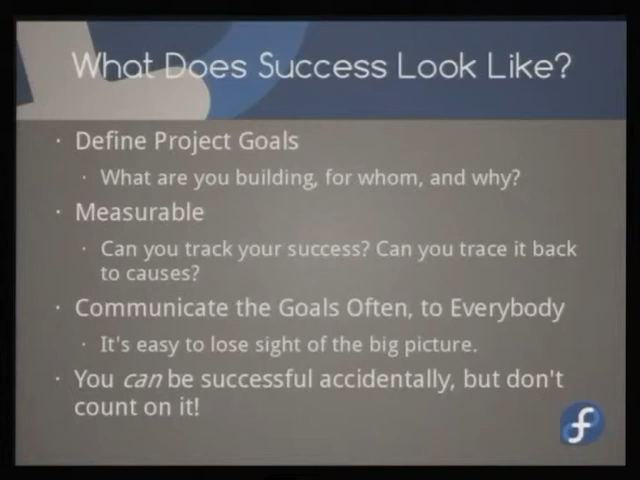 What Does Success Look Like?
· Define Project Goals
· What are you building, for whom, and why?
· Measurable
· Can you track your success? Can you trace it back
to causes?
· Communicate the Goals Often, to Everybody
· It's easy to lose sight of the big picture.
· You can be successful accidentally, but don't
count on it!